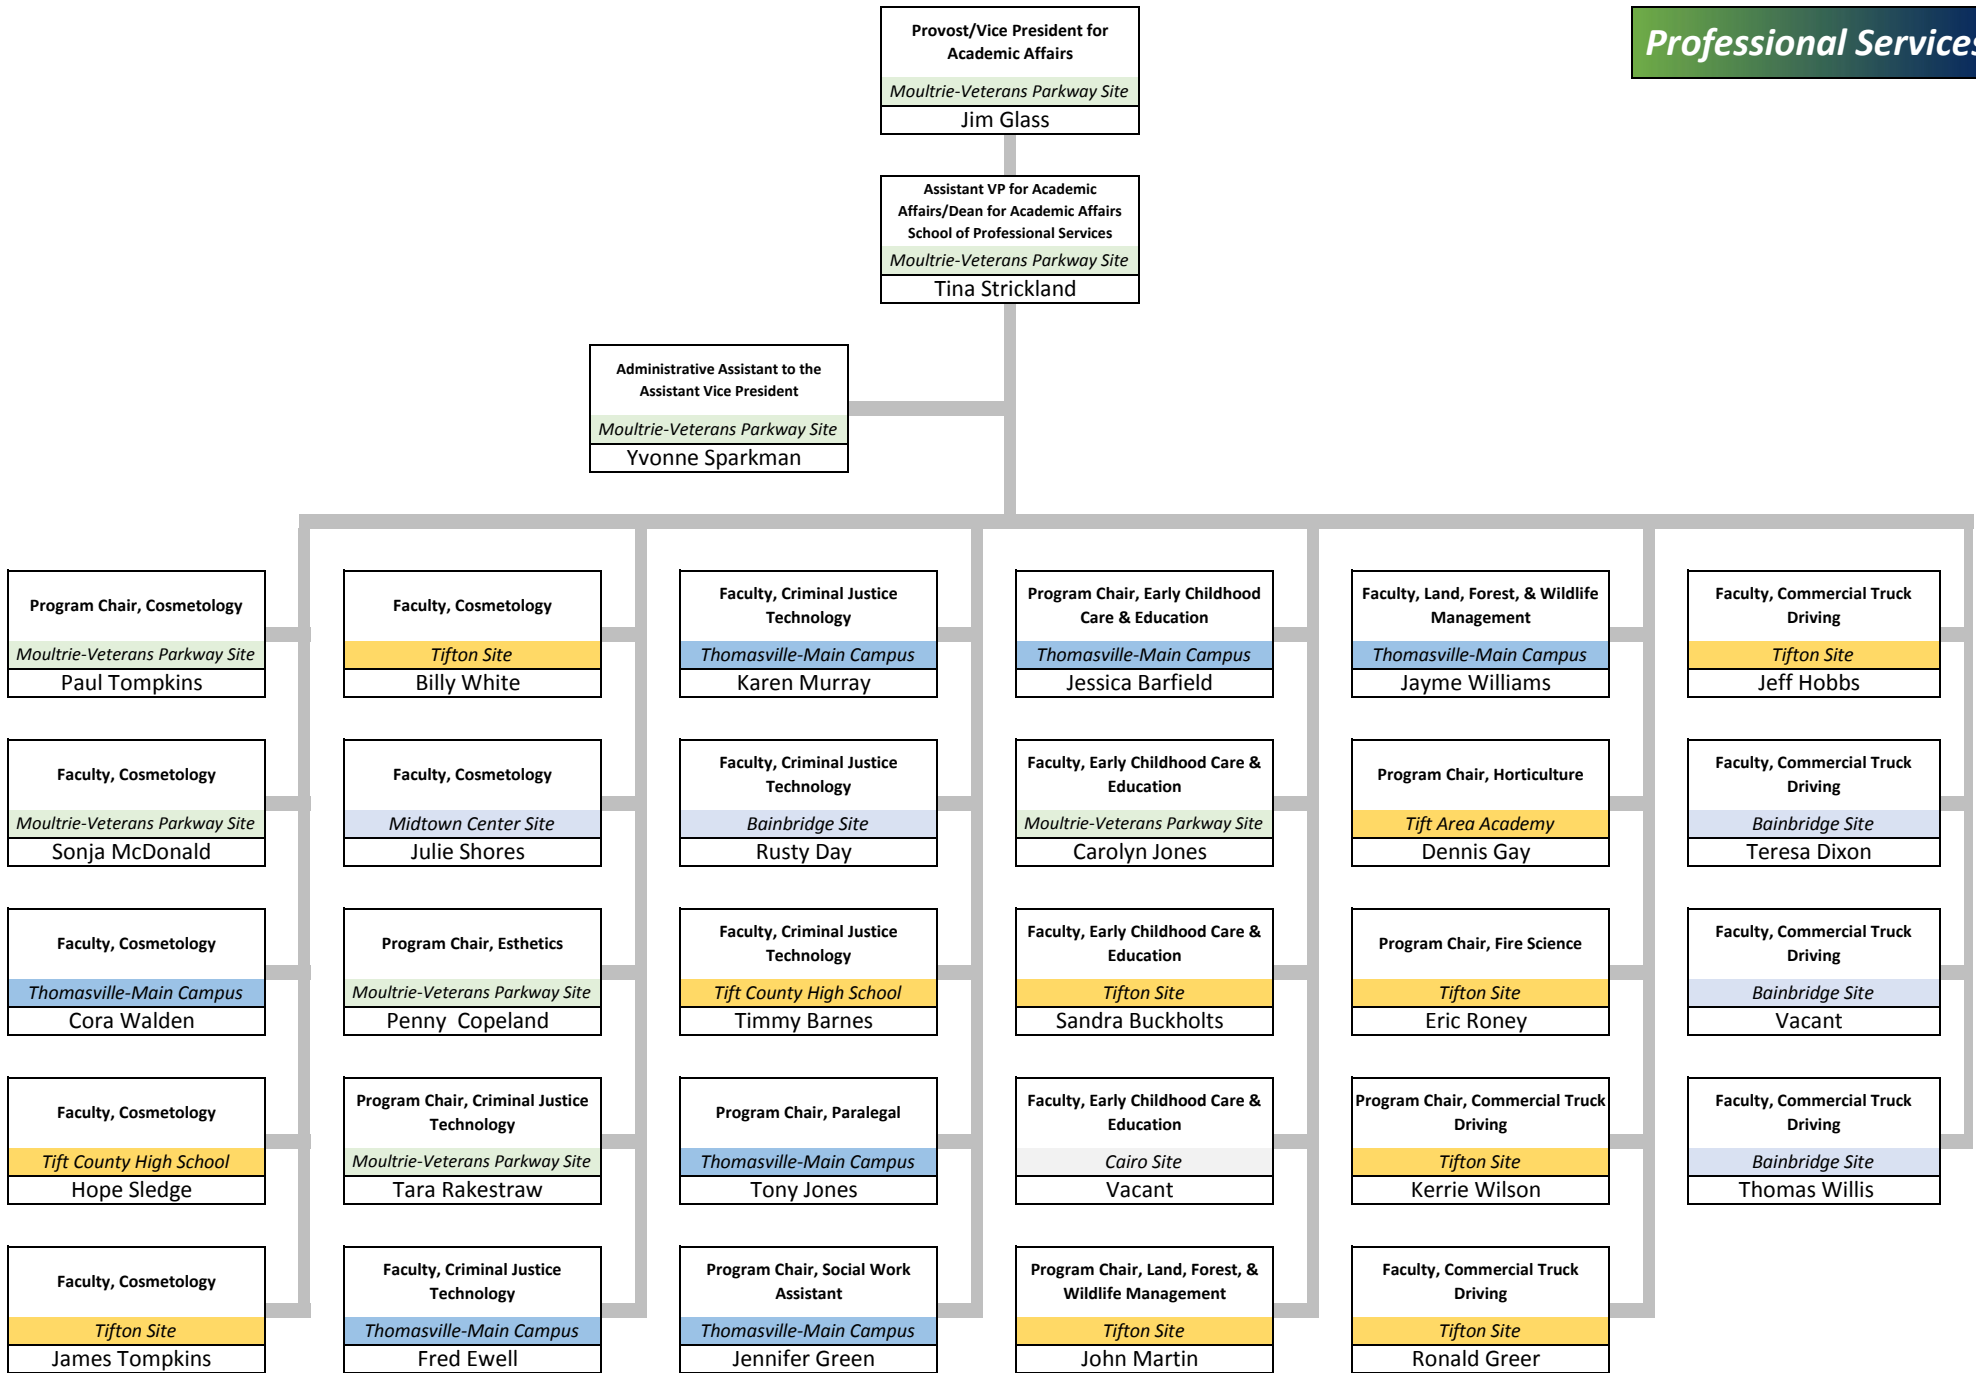 Provost/Vice President for
Academic Affairs
Moultrie-Veterans Parkway Site
Jim Glass
Professional Services
Assistant VP for Academic
Affairs/Dean for Academic Affairs
School of Professional Services
Moultrie-Veterans Parkway Site
Tina Strickland
Administrative Assistant to the
Assistant Vice President
Moultrie-Veterans Parkway Site
Yvonne Sparkman
Program Chair, Cosmetology
Moultrie-Veterans Parkway Site
Paul Tompkins
Faculty, Cosmetology
Moultrie-Veterans Parkway Site
Sonja McDonald
Faculty, Cosmetology
Thomasville-Main Campus
Cora Walden
Faculty, Cosmetology
Tift County High School
Hope Sledge
Faculty, Cosmetology
Tifton Site
James Tompkins
Faculty, Cosmetology
Tifton Site
Billy White
Faculty, Cosmetology
Midtown Center Site
Julie Shores
Program Chair, Esthetics
Moultrie-Veterans Parkway Site
Penny  Copeland
Program Chair, Criminal Justice
Technology
Moultrie-Veterans Parkway Site
Tara Rakestraw
Faculty, Criminal Justice
Technology
Thomasville-Main Campus
Fred Ewell
Faculty, Criminal Justice
Technology
Thomasville-Main Campus
Karen Murray
Faculty, Criminal Justice
Technology
Bainbridge Site
Rusty Day
Faculty, Criminal Justice
Technology
Tift County High School
Timmy Barnes
Program Chair, Paralegal
Thomasville-Main Campus
Tony Jones
Program Chair, Social Work
Assistant
Thomasville-Main Campus
Jennifer Green
Program Chair, Early Childhood
Care & Education
Thomasville-Main Campus
Jessica Barfield
Faculty, Early Childhood Care &
Education
Moultrie-Veterans Parkway Site
Carolyn Jones
Faculty, Early Childhood Care &
Education
Tifton Site
Sandra Buckholts
Faculty, Early Childhood Care &
Education
Cairo Site
Vacant
Program Chair, Land, Forest, &
Wildlife Management
Tifton Site
John Martin
Faculty, Land, Forest, & Wildlife
Management
Thomasville-Main Campus
Jayme Williams
Program Chair, Horticulture
Tift Area Academy
Dennis Gay
Program Chair, Fire Science
Tifton Site
Eric Roney
Program Chair, Commercial Truck
Driving
Tifton Site
Kerrie Wilson
Faculty, Commercial Truck
Driving
Tifton Site
Ronald Greer
Faculty, Commercial Truck
Driving
Tifton Site
Jeff Hobbs
Faculty, Commercial Truck
Driving
Bainbridge Site
Teresa Dixon
Faculty, Commercial Truck
Driving
Bainbridge Site
Vacant
Faculty, Commercial Truck
Driving
Bainbridge Site
Thomas Willis